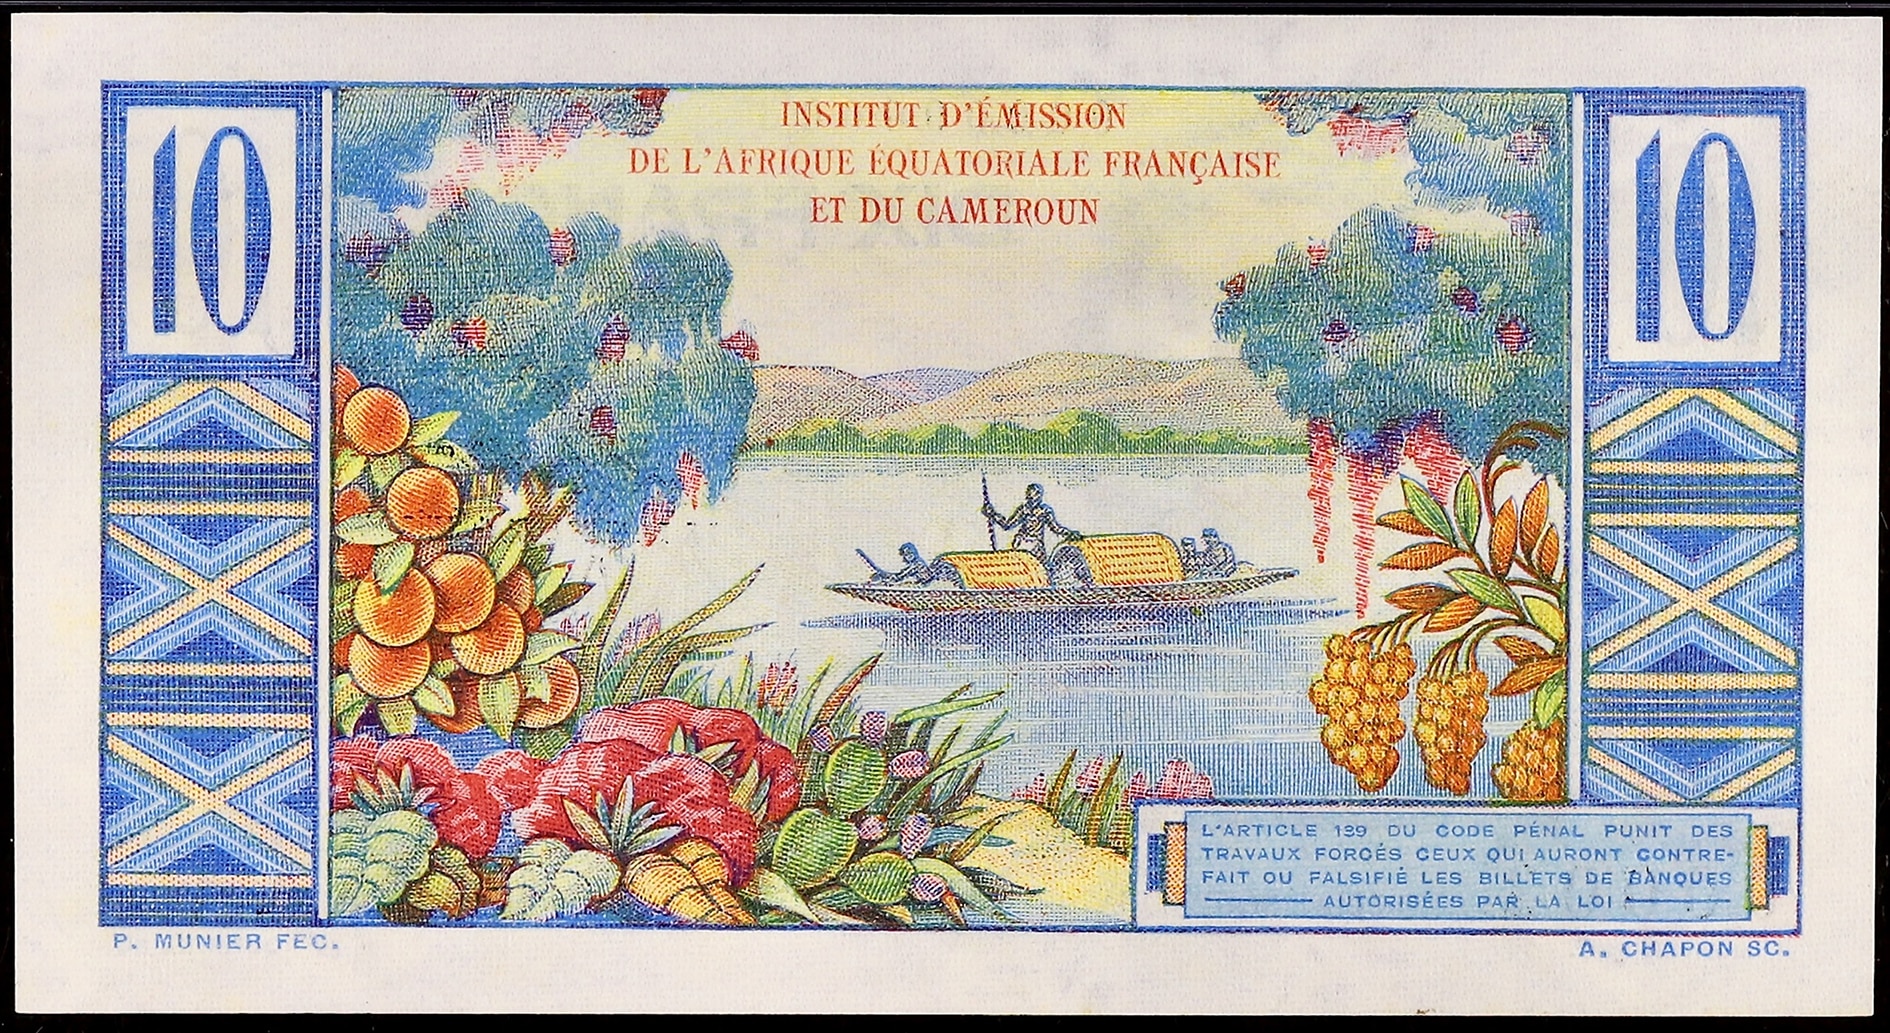 INSTITUT D'ÉMISSION
DE L'AFRIQUE ÉQUATORIALE FRANÇAISE
ET DU CAMEROUN
10
10
L'ARTICLE 139 DU CODE PÉNAL PUNIT DES
TRAVAUX FORCÉS CEUX QUI AURONT CONTRE-
FAIT OU FALSIFIÉ LES BILLETS DE BANQUES
AUTORISÉES PAR LA LOI
P. MUNIER FEC.
A. CHAPON SC.